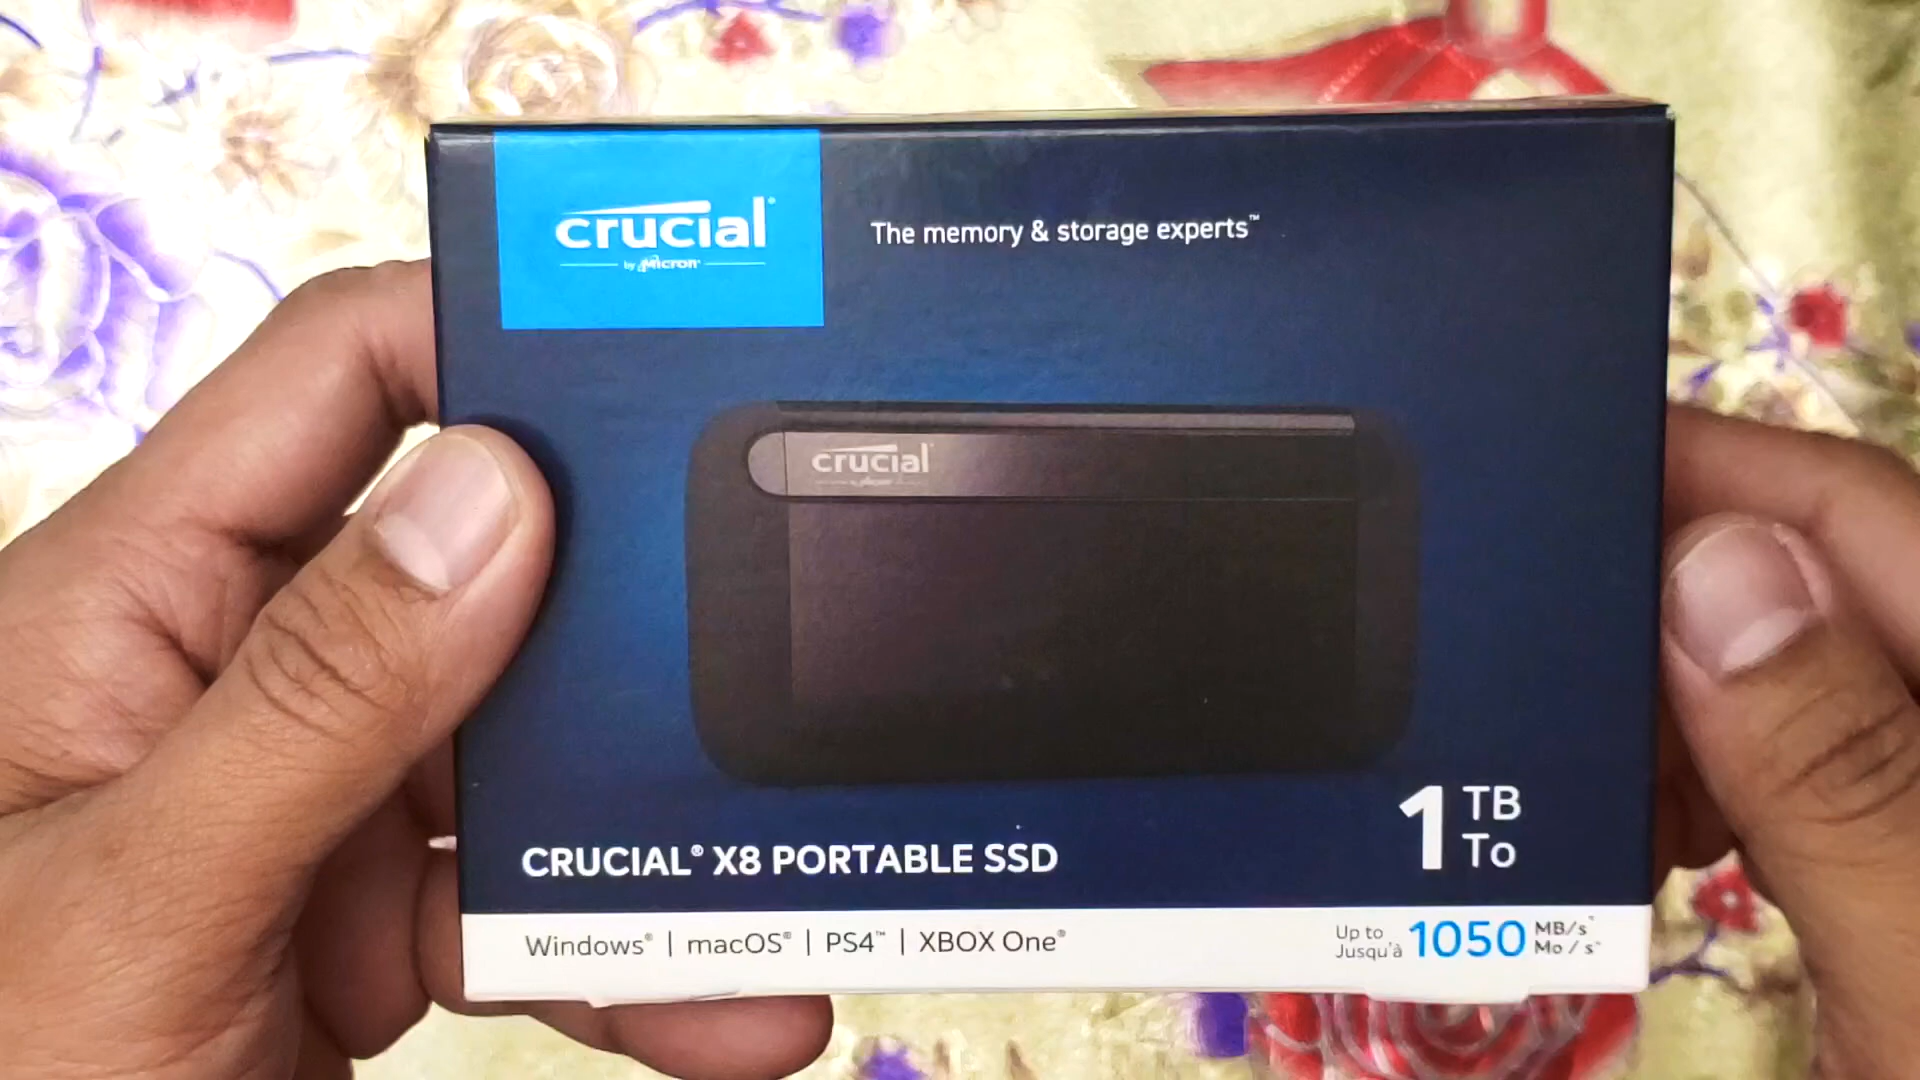 crucial®
by Micron®
The memory & storage experts™
crucial
CRUCIAL® X8 PORTABLE SSD
1 TB
To
Windows® | macOS® | PS4™ | XBOX One®
Up to 1050 MB/s*
Jusqu'à Mo/s*